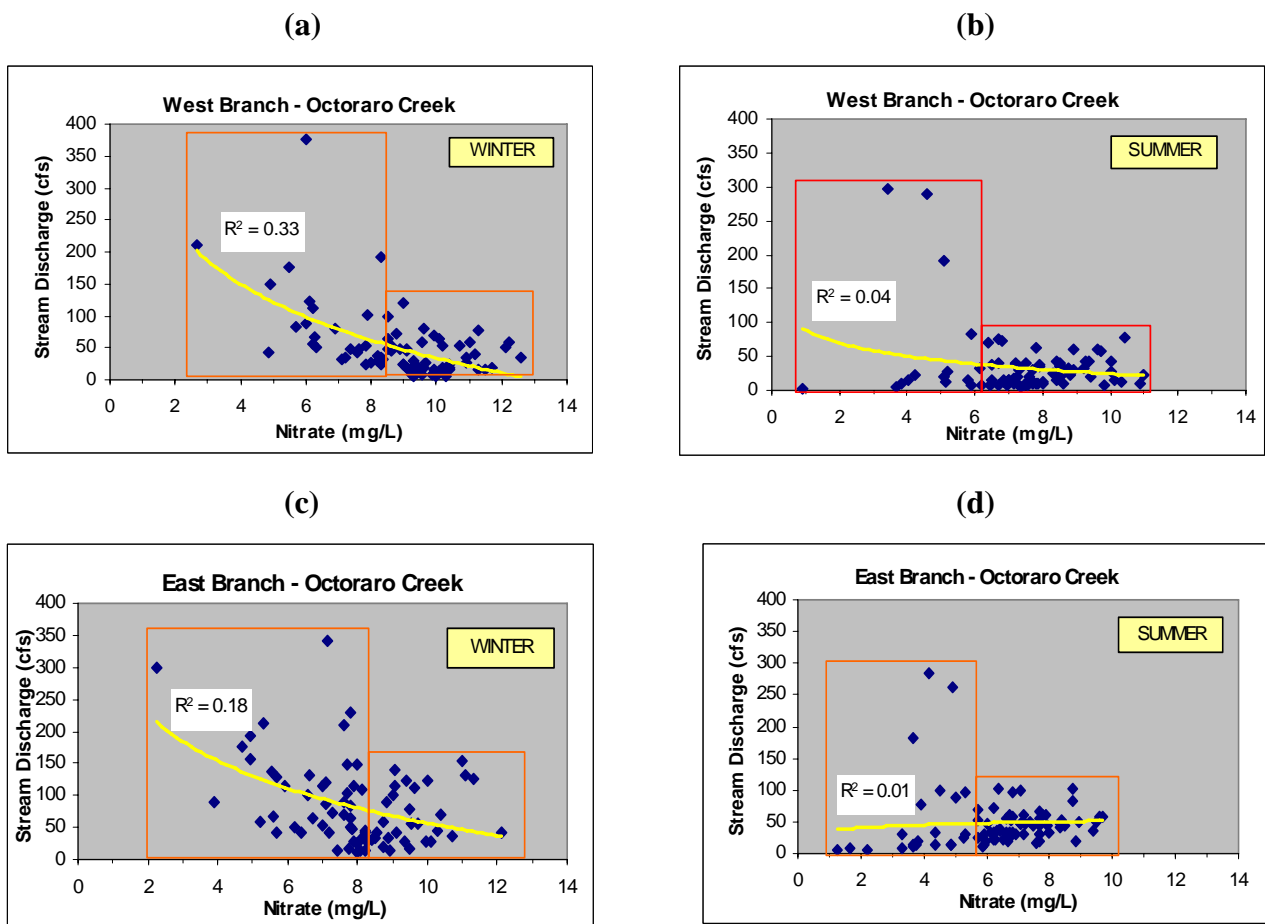 (a)
West Branch - Octoraro Creek
400
350
300
250
200
150
100
50
0
Stream Discharge (cfs)
WINTER
R² = 0.33
0 2 4 6 8 10 12 14
Nitrate (mg/L)
(b)
West Branch - Octoraro Creek
400
350
300
250
200
150
100
50
0
Stream Discharge (cfs)
SUMMER
R² = 0.04
0 2 4 6 8 10 12 14
Nitrate (mg/L)
(c)
East Branch - Octoraro Creek
400
350
300
250
200
150
100
50
0
Stream Discharge (cfs)
WINTER
R² = 0.18
0 2 4 6 8 10 12 14
Nitrate (mg/L)
(d)
East Branch - Octoraro Creek
400
350
300
250
200
150
100
50
0
Stream Discharge (cfs)
SUMMER
R² = 0.01
0 2 4 6 8 10 12 14
Nitrate (mg/L)